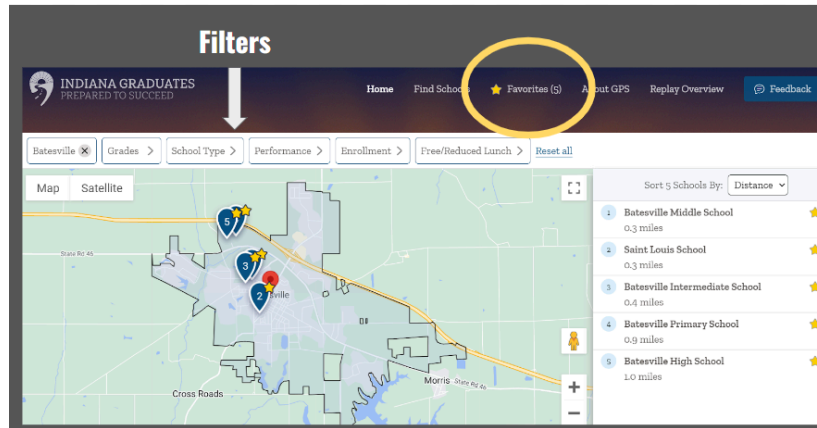 Filters
INDIANA GRADUATES
PREPARED TO SUCCEED
Home Find Schools Favorites (5) About GPS Replay Overview Feedback
Batesville Grades School Type Performance Enrollment Free/Reduced Lunch Reset all
Map Satellite
Sort 5 Schools By: Distance
1 Batesville Middle School
0.3 miles
2 Saint Louis School
0.3 miles
3 Batesville Intermediate School
0.4 miles
4 Batesville Primary School
0.9 miles
5 Batesville High School
1.0 miles
5
State Rd 46
3
2 sville
Morris State Rd 46
Cross Roads